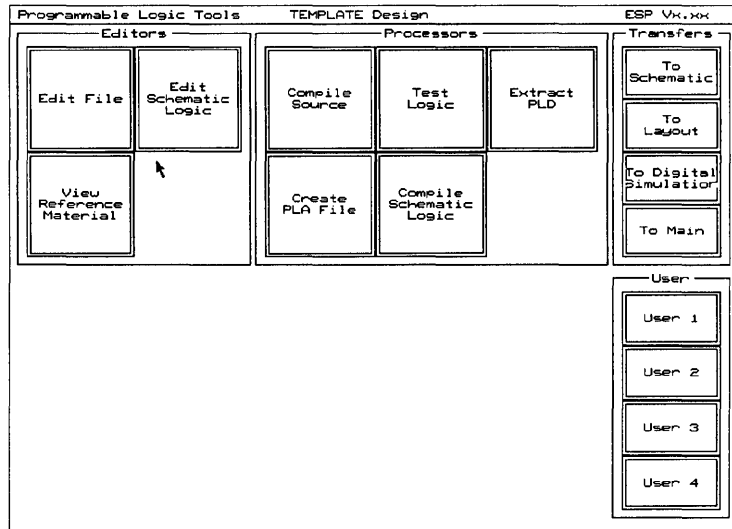 Programmable Logic Tools TEMPLATE Design ESP Vx.xx
Editors
Edit File
Edit
Schematic
Logic
View
Reference
Material
Processors
Compile
Source
Test
Logic
Extract
PLD
Create
PLA File
Compile
Schematic
Logic
Transfers
To
Schematic
To
Layout
To Digital
Simulation
To Main
User
User 1
User 2
User 3
User 4